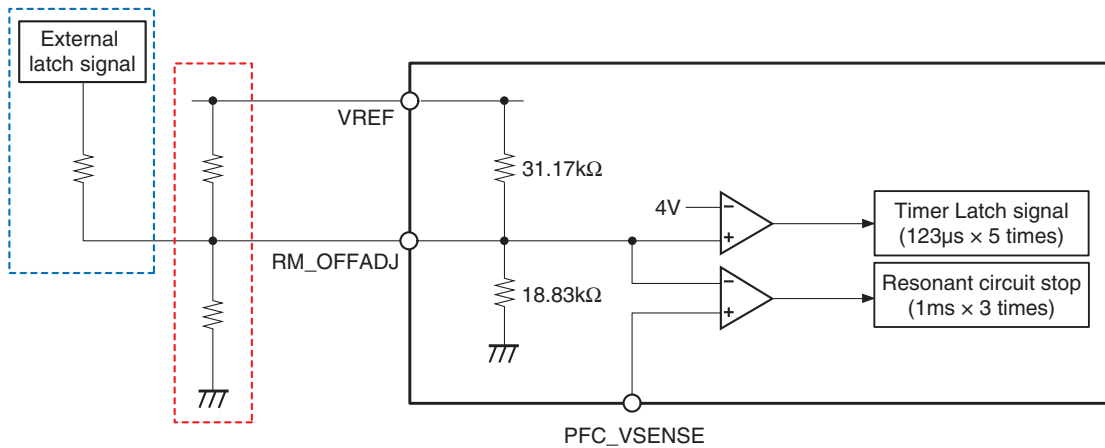 External
latch signal
VREF
31.17kΩ
4V
−
+
Timer Latch signal
(123µs × 5 times)
RM_OFFADJ
18.83kΩ
−
+
Resonant circuit stop
(1ms × 3 times)
PFC_VSENSE